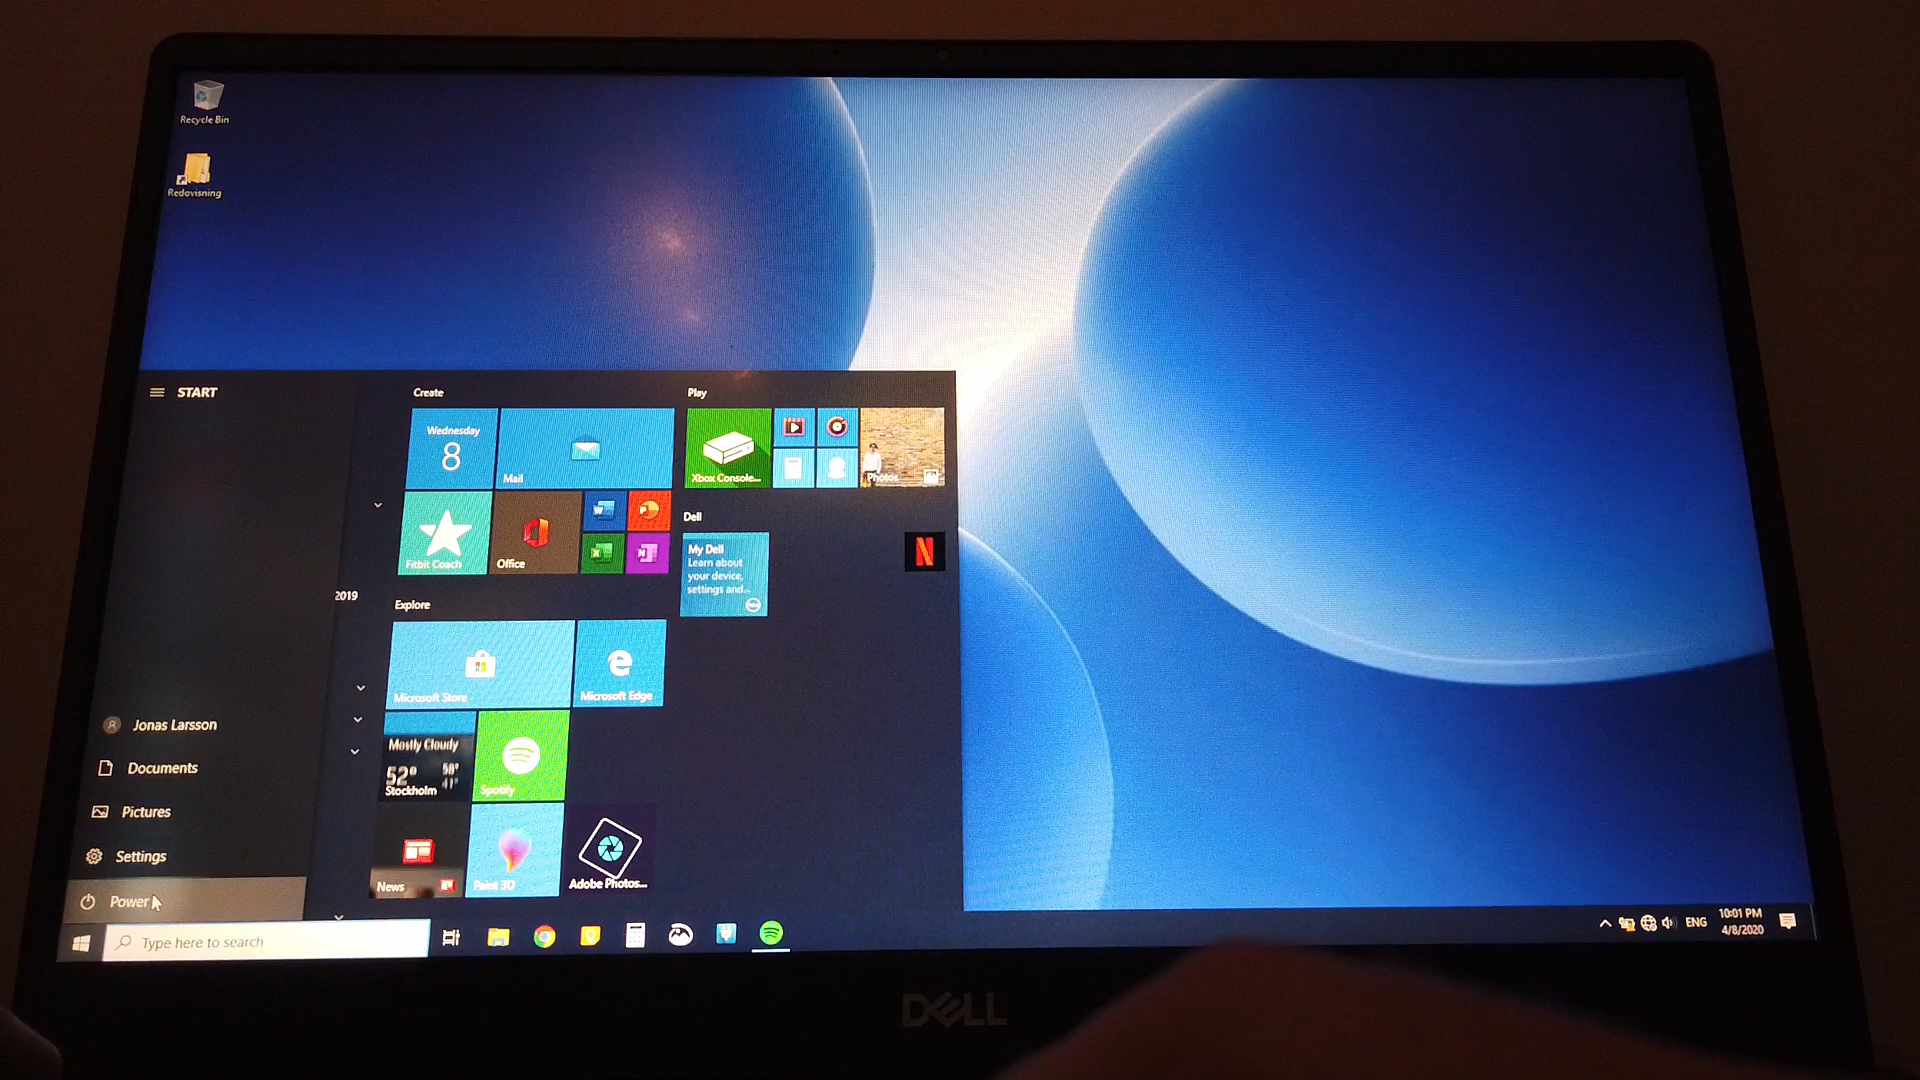 Recycle Bin
Redovisning
START
Create
Play
Wednesday
8
Mail
Xbox Console...
Photos
Fitbit Coach
Office
Dell
My Dell
Learn about
your device,
settings and...
N
2019
Explore
Microsoft Store
Microsoft Edge
Mostly Cloudy
52° 58°
41°
Stockholm
Spotify
News
Paint 3D
Adobe Photos...
Jonas Larsson
Documents
Pictures
Settings
Power
Type here to search
ENG
10:01 PM
4/8/2020
DELL